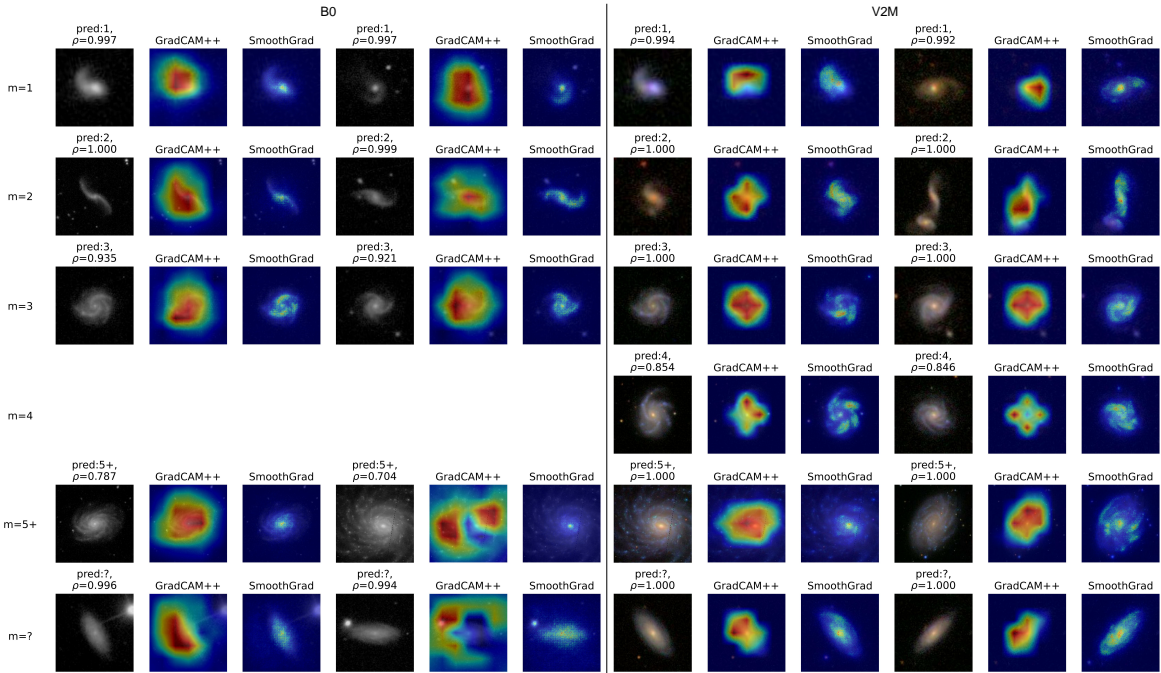 B0 V2M
pred:1,
ρ=0.997 GradCAM++ SmoothGrad pred:1,
ρ=0.997 GradCAM++ SmoothGrad pred:1,
ρ=0.994 GradCAM++ SmoothGrad pred:1,
ρ=0.992 GradCAM++ SmoothGrad
m=1
pred:2,
ρ=1.000 GradCAM++ SmoothGrad pred:2,
ρ=0.999 GradCAM++ SmoothGrad pred:2,
ρ=1.000 GradCAM++ SmoothGrad pred:2,
ρ=1.000 GradCAM++ SmoothGrad
m=2
pred:3,
ρ=0.935 GradCAM++ SmoothGrad pred:3,
ρ=0.921 GradCAM++ SmoothGrad pred:3,
ρ=1.000 GradCAM++ SmoothGrad pred:3,
ρ=1.000 GradCAM++ SmoothGrad
m=3
pred:4,
ρ=0.854 GradCAM++ SmoothGrad pred:4,
ρ=0.846 GradCAM++ SmoothGrad
m=4
pred:5+,
ρ=0.787 GradCAM++ SmoothGrad pred:5+,
ρ=0.704 GradCAM++ SmoothGrad pred:5+,
ρ=1.000 GradCAM++ SmoothGrad pred:5+,
ρ=1.000 GradCAM++ SmoothGrad
m=5+
pred:?,
ρ=0.996 GradCAM++ SmoothGrad pred:?,
ρ=0.994 GradCAM++ SmoothGrad pred:?,
ρ=1.000 GradCAM++ SmoothGrad pred:?,
ρ=1.000 GradCAM++ SmoothGrad
m=?